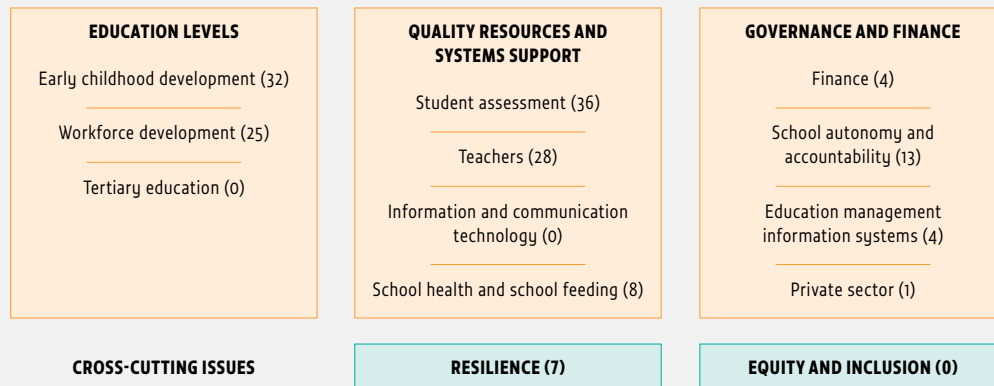 EDUCATION LEVELS
Early childhood development (32)
Workforce development (25)
Tertiary education (0)
QUALITY RESOURCES AND
SYSTEMS SUPPORT
Student assessment (36)
Teachers (28)
Information and communication
technology (0)
School health and school feeding (8)
GOVERNANCE AND FINANCE
Finance (4)
School autonomy and
accountability (13)
Education management
information systems (4)
Private sector (1)
CROSS-CUTTING ISSUES
RESILIENCE (7)
EQUITY AND INCLUSION (0)